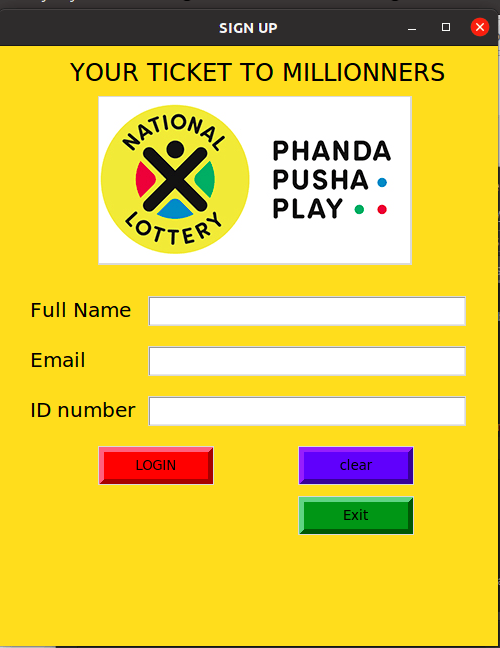 SIGN UP
YOUR TICKET TO MILLIONNERS
NATIONAL
LOTTERY
PHANDA
PUSHA
PLAY
Full Name
Email
ID number
LOGIN
clear
Exit